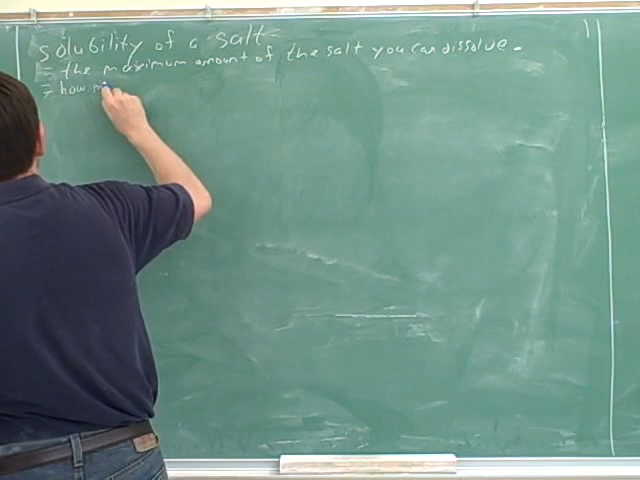 solubility of a salt =
= the maximum amount of the salt you can dissolve.
= how